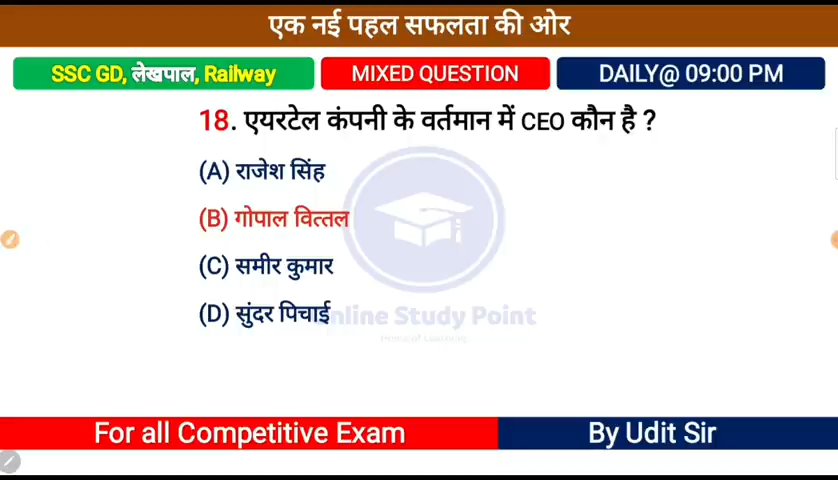 एक नई पहल सफलता की ओर
SSC GD, लेखपाल, Railway
MIXED QUESTION
DAILY@ 09:00 PM
18. एयरटेल कंपनी के वर्तमान में CEO कौन है ?
(A) राजेश सिंह
(B) गोपाल वित्तल
(C) समीर कुमार
(D) सुंदर पिचाई
Online Study Point
For all Competitive Exam
By Udit Sir